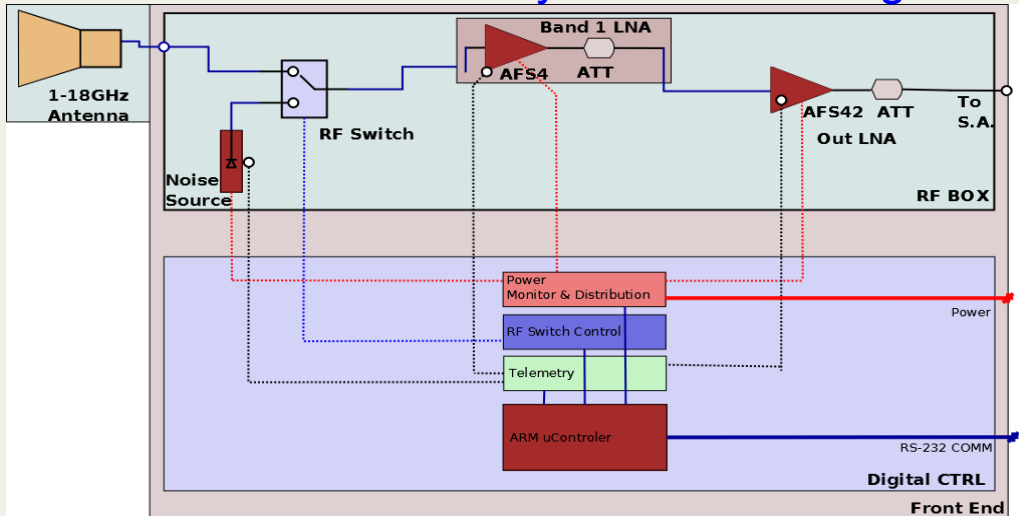 1-18GHz
Antenna
Band 1 LNA
AFS4
ATT
RF Switch
AFS42
ATT
Out LNA
To
S.A.
Noise
Source
RF BOX
Power
Monitor & Distribution
Power
RF Switch Control
Telemetry
ARM uControler
RS-232 COMM
Digital CTRL
Front End